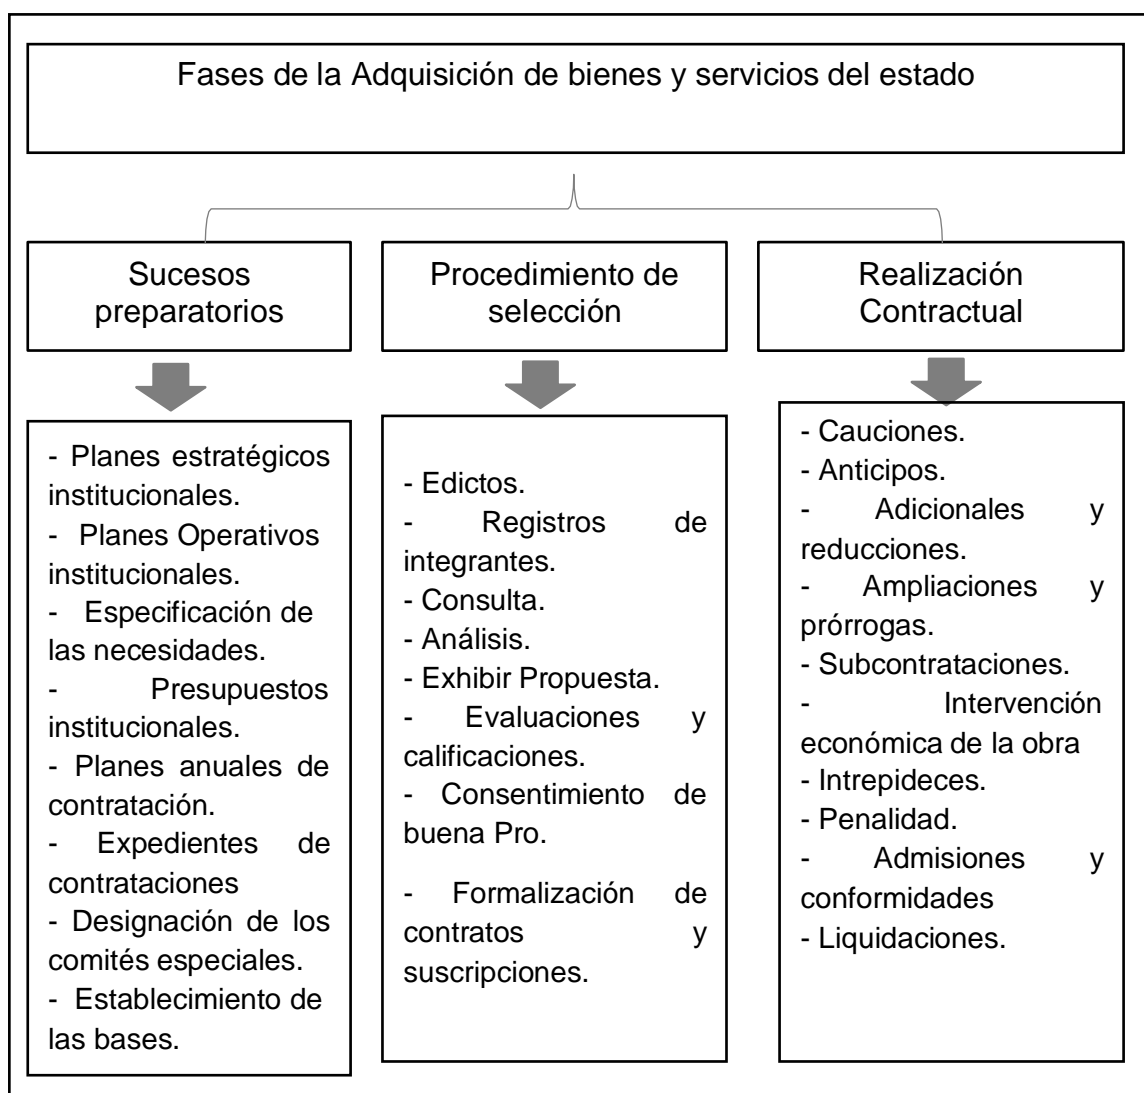 Fases de la Adquisición de bienes y servicios del estado
Sucesos
preparatorios
Procedimiento de
selección
Realización
Contractual
- Planes estratégicos
institucionales.
- Planes Operativos
institucionales.
- Especificación de
las necesidades.
- Presupuestos
institucionales.
- Planes anuales de
contratación.
- Expedientes de
contrataciones
- Designación de los
comités especiales.
- Establecimiento de
las bases.
- Edictos.
- Registros de
integrantes.
- Consulta.
- Análisis.
- Exhibir Propuesta.
- Evaluaciones y
calificaciones.
- Consentimiento de
buena Pro.
- Formalización de
contratos y
suscripciones.
- Cauciones.
- Anticipos.
- Adicionales y
reducciones.
- Ampliaciones y
prórrogas.
- Subcontrataciones.
- Intervención
económica de la obra
- Intrepideces.
- Penalidad.
- Admisiones y
conformidades
- Liquidaciones.